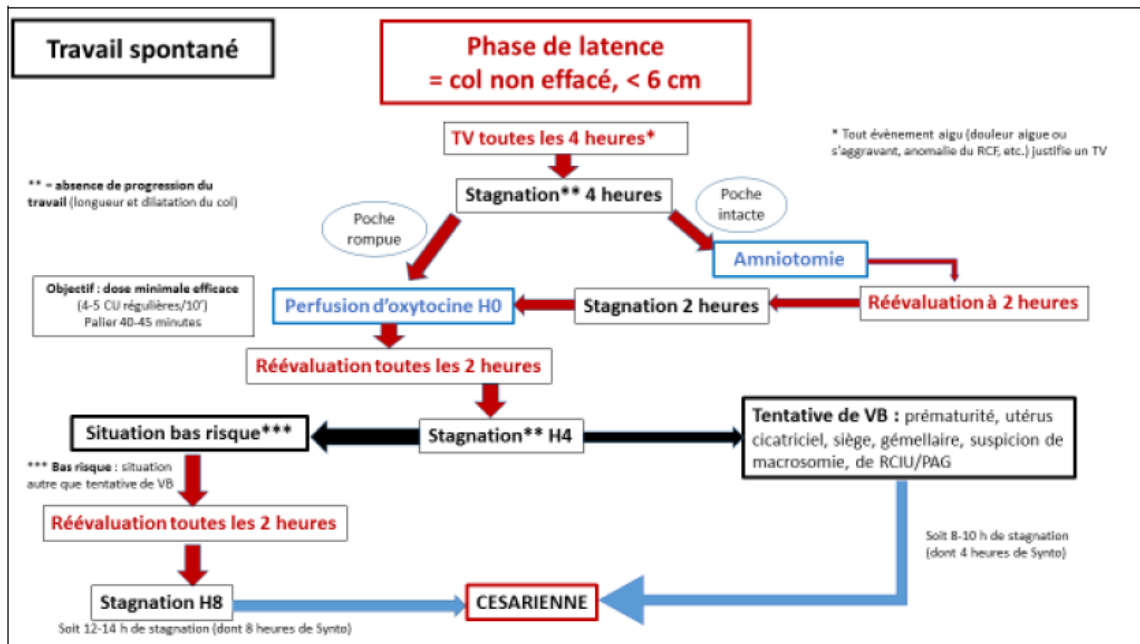 Travail spontané
Phase de latence
= col non effacé, < 6 cm
TV toutes les 4 heures*
* Tout évènement aigu (douleur aigue ou
s'aggravant, anomalie du RCF, etc.) justifie un TV
** – absence de progression du
travail (longueur et dilatation du col)
Stagnation** 4 heures
Poche
rompue
Poche
intacte
Amniotomie
Objectif : dose minimale efficace
(4-5 CU régulières/10')
Palier 40-45 minutes
Perfusion d'oxytocine H0
Stagnation 2 heures
Réévaluation à 2 heures
Réévaluation toutes les 2 heures
Situation bas risque***
Stagnation** H4
Tentative de VB : prématurité, utérus
cicatriciel, siège, gémellaire, suspicion de
macrosomie, de RCIU/PAG
*** Bas risque : situation
autre que tentative de VB
Réévaluation toutes les 2 heures
Soit 8-10 h de stagnation
(dont 4 heures de Synto)
Stagnation H8
CESARIENNE
Soit 12-14 h de stagnation (dont 8 heures de Synto)